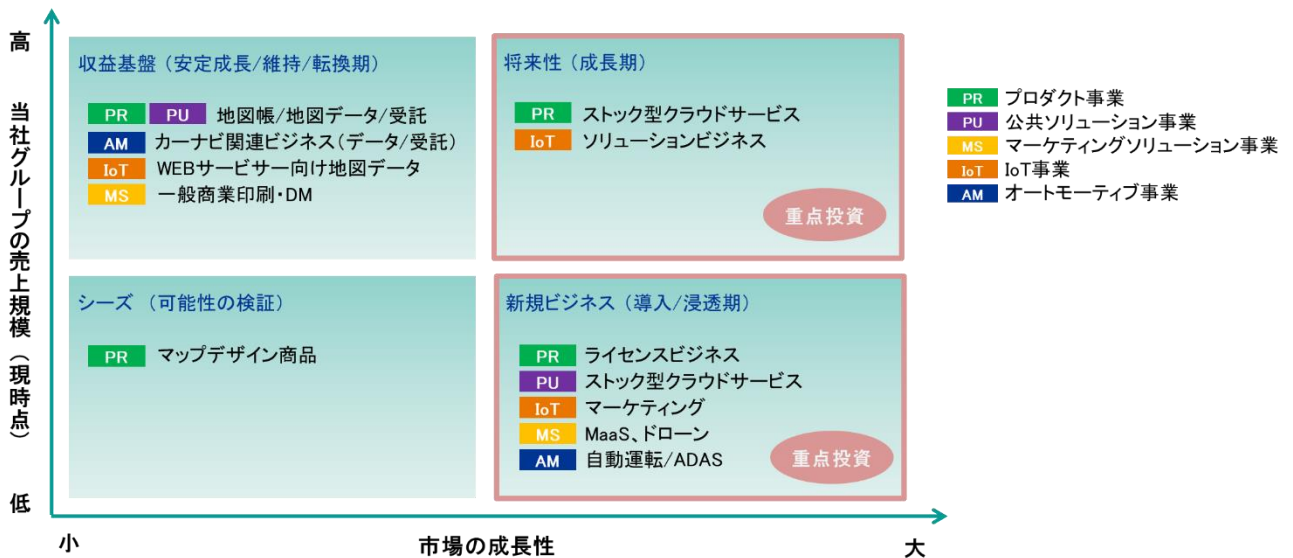 高
当社グループの売上規模（現時点）
低
収益基盤（安定成長/維持/転換期）
PR PU 地図帳/地図データ/受託
AM カーナビ関連ビジネス（データ/受託）
IoT WEBサービサー向け地図データ
MS 一般商業印刷・DM
将来性（成長期）
PR ストック型クラウドサービス
IoT ソリューションビジネス
重点投資
シーズ （可能性の検証）
PR マップデザイン商品
新規ビジネス（導入/浸透期）
PR ライセンスビジネス
PU ストック型クラウドサービス
IoT マーケティング
MS MaaS、ドローン
AM 自動運転/ADAS
重点投資
PR プロダクト事業
PU 公共ソリューション事業
MS マーケティングソリューション事業
IoT IoT事業
AM オートモーティブ事業
小
市場の成長性
大